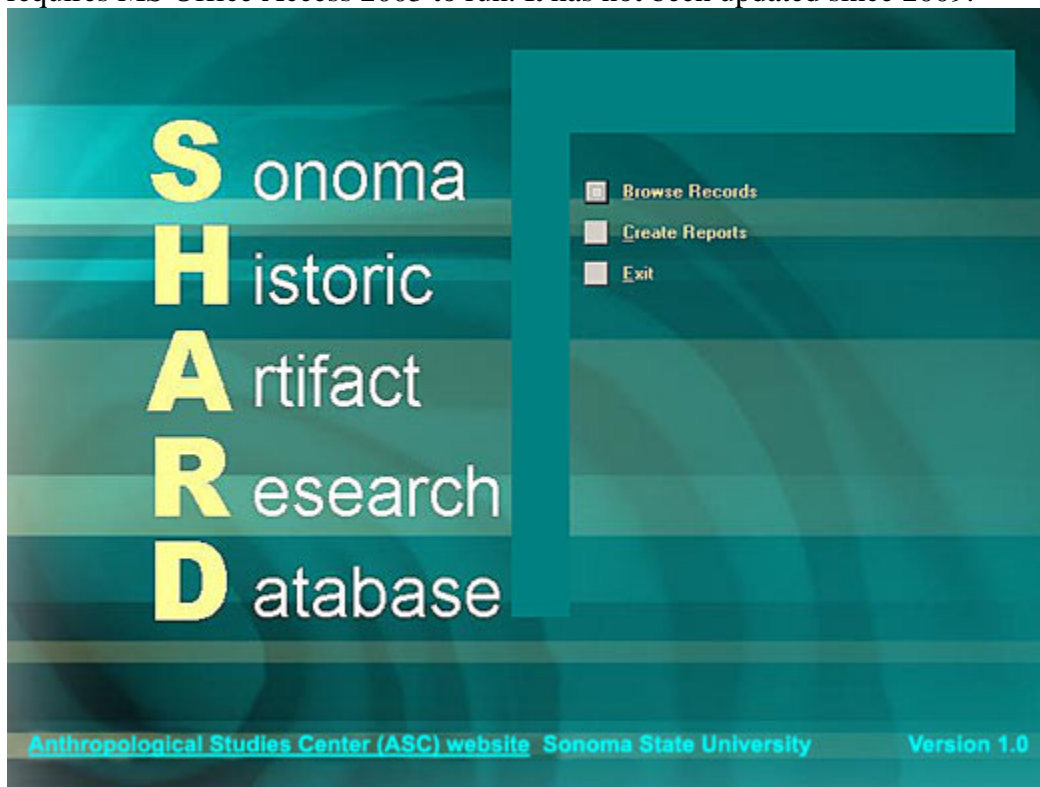 requires MS Office Access 2003 to run. It has not been updated since 2009.
Sonoma
Historic
Artifact
Research
Database
Browse Records
Create Reports
Exit
Anthropological Studies Center (ASC) website Sonoma State University Version 1.0